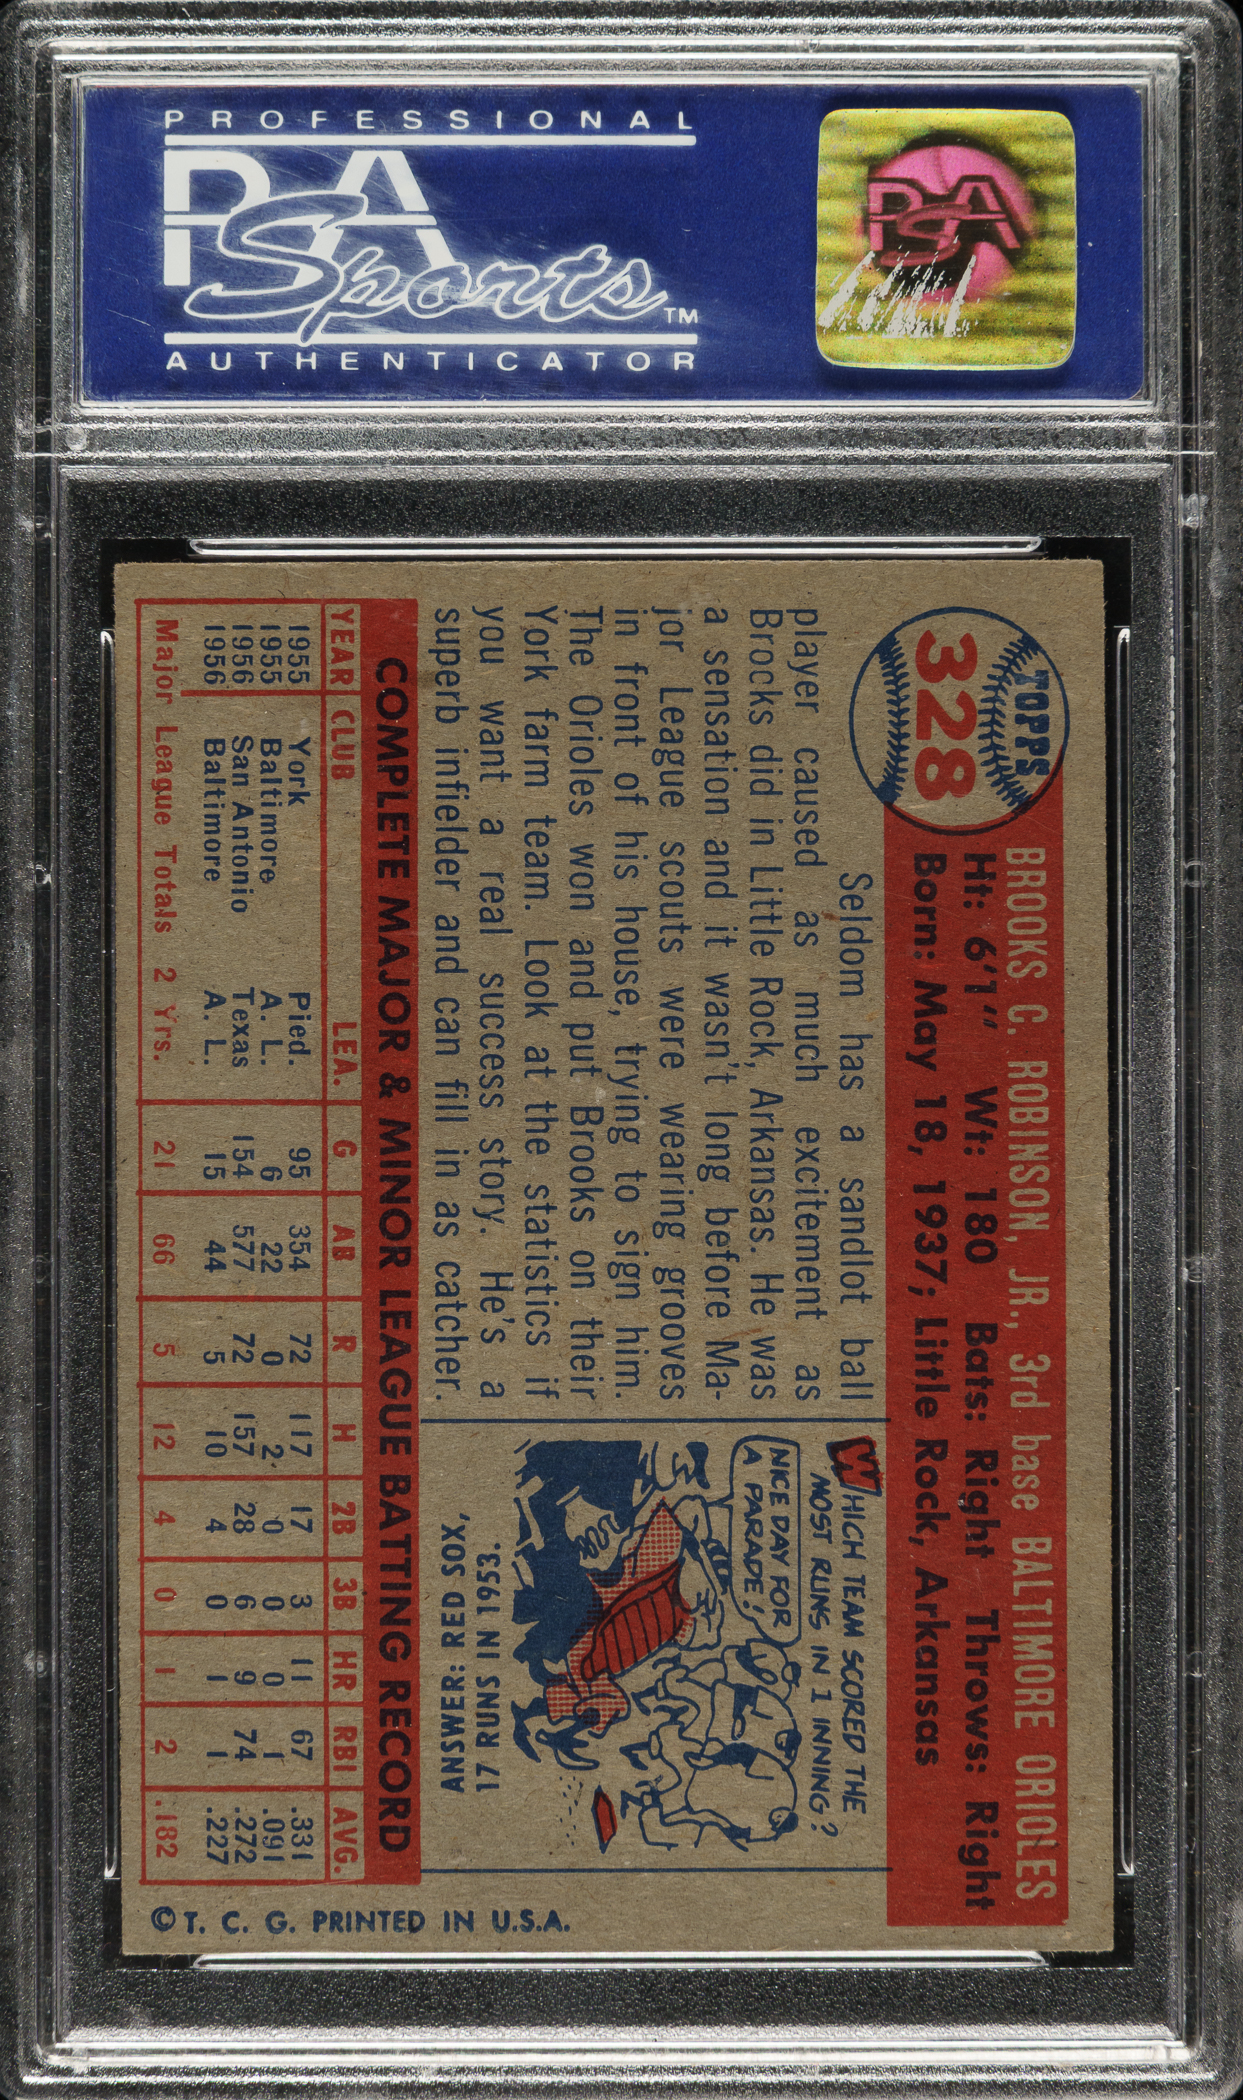 PROFESSIONAL
PSA
Sports™
AUTHENTICATOR
PSA
TOPPS
328
BROOKS C. ROBINSON, JR., 3rd base BALTIMORE ORIOLES
Ht: 6'1" Wt: 180 Bats: Right Throws: Right
Born: May 18, 1937; Little Rock, Arkansas
Seldom has a sandlot ball
player caused as much excitement as
Brocks did in Little Rock, Arkansas. He was
a sensation and it wasn't long before Ma-
jor League scouts were wearing grooves
in front of his house, trying to sign him.
The Orioles won and put Brooks on their
York farm team. Look at the statistics if
you want a real success story. He's a
superb infielder and can fill in as catcher.
WHICH TEAM SCORED THE
MOST RUNS IN 1 INNING?
NICE DAY FOR
A PARADE!
ANSWER: RED SOX,
17 RUNS IN 1953.
COMPLETE MAJOR & MINOR LEAGUE BATTING RECORD
YEAR CLUB LEA. G AB R H 2B 3B HR RBI AVG.
1955 York Pied. 95 354 72 117 17 3 11 67 .331
1955 Baltimore A. L. 6 22 0 2 0 0 0 1 .091
1956 San Antonio Texas 154 577 72 157 28 6 9 74 .272
1956 Baltimore A. L. 15 44 5 10 4 0 1 1 .227
Major League Totals 2 Yrs. 21 66 5 12 4 0 1 2 .182
© T. C. G. PRINTED IN U.S.A.